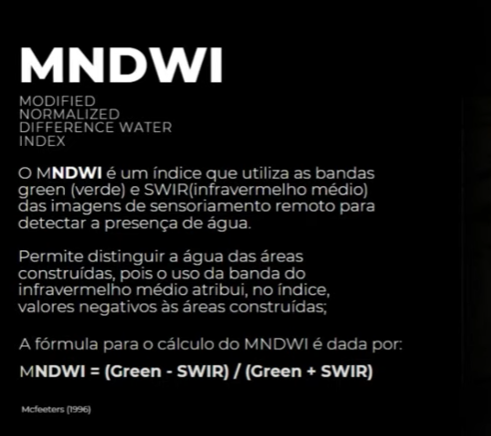 MNDWI
MODIFIED
NORMALIZED
DIFFERENCE WATER
INDEX
O MNDWI é um índice que utiliza as bandas
green (verde) e SWIR(infravermelho médio)
das imagens de sensoriamento remoto para
detectar a presença de água.
Permite distinguir a água das áreas
construídas, pois o uso da banda do
infravermelho médio atribui, no índice,
valores negativos às áreas construídas;
A fórmula para o cálculo do MNDWI é dada por:
MNDWI = (Green - SWIR) / (Green + SWIR)
Mcfeeters (1996)